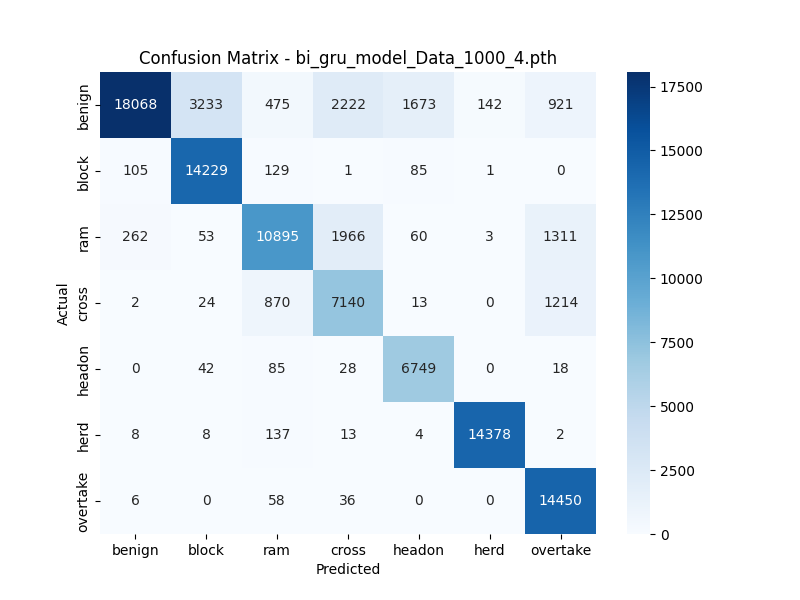 Confusion Matrix - bi_gru_model_Data_1000_4.pth
benign 18068 3233 475 2222 1673 142 921
block 105 14229 129 1 85 1 0
ram 262 53 10895 1966 60 3 1311
cross 2 24 870 7140 13 0 1214
headon 0 42 85 28 6749 0 18
herd 8 8 137 13 4 14378 2
overtake 6 0 58 36 0 0 14450
benign block ram cross headon herd overtake
Predicted
Actual
17500
15000
12500
10000
7500
5000
2500
0